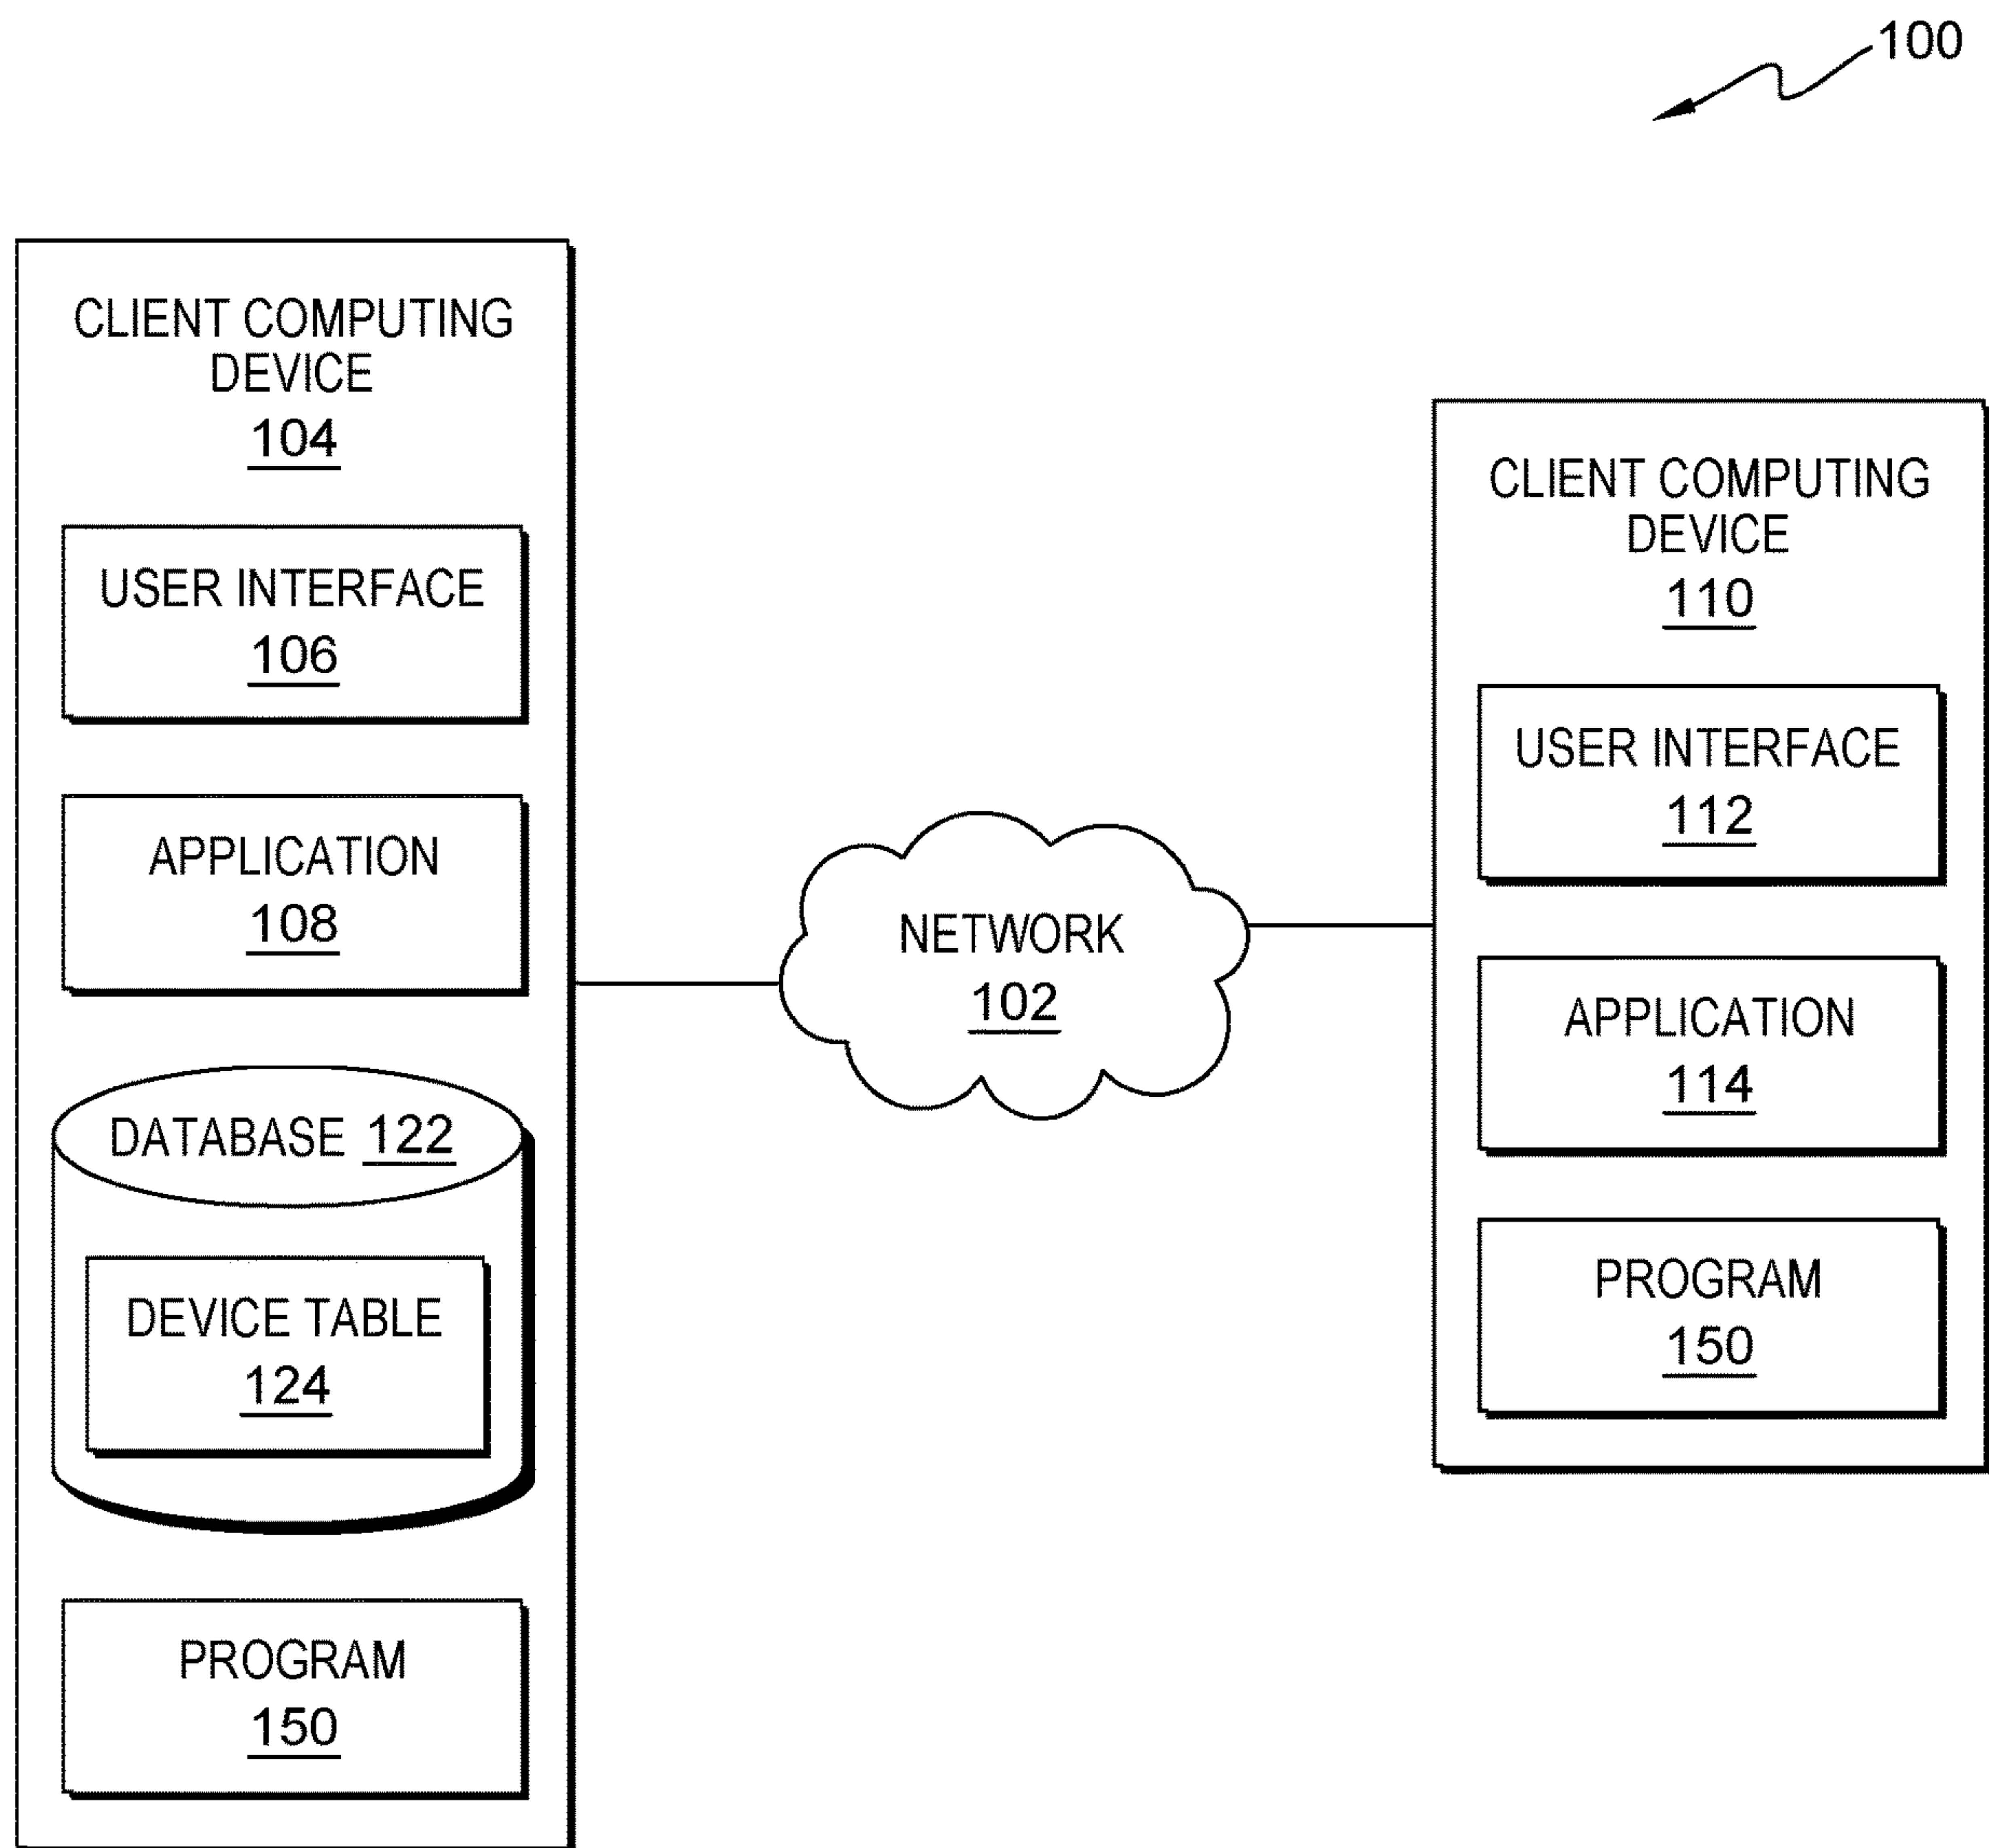 100
CLIENT COMPUTING
DEVICE
104
USER INTERFACE
106
APPLICATION
108
DATABASE 122
DEVICE TABLE
124
PROGRAM
150
NETWORK
102
CLIENT COMPUTING
DEVICE
110
USER INTERFACE
112
APPLICATION
114
PROGRAM
150